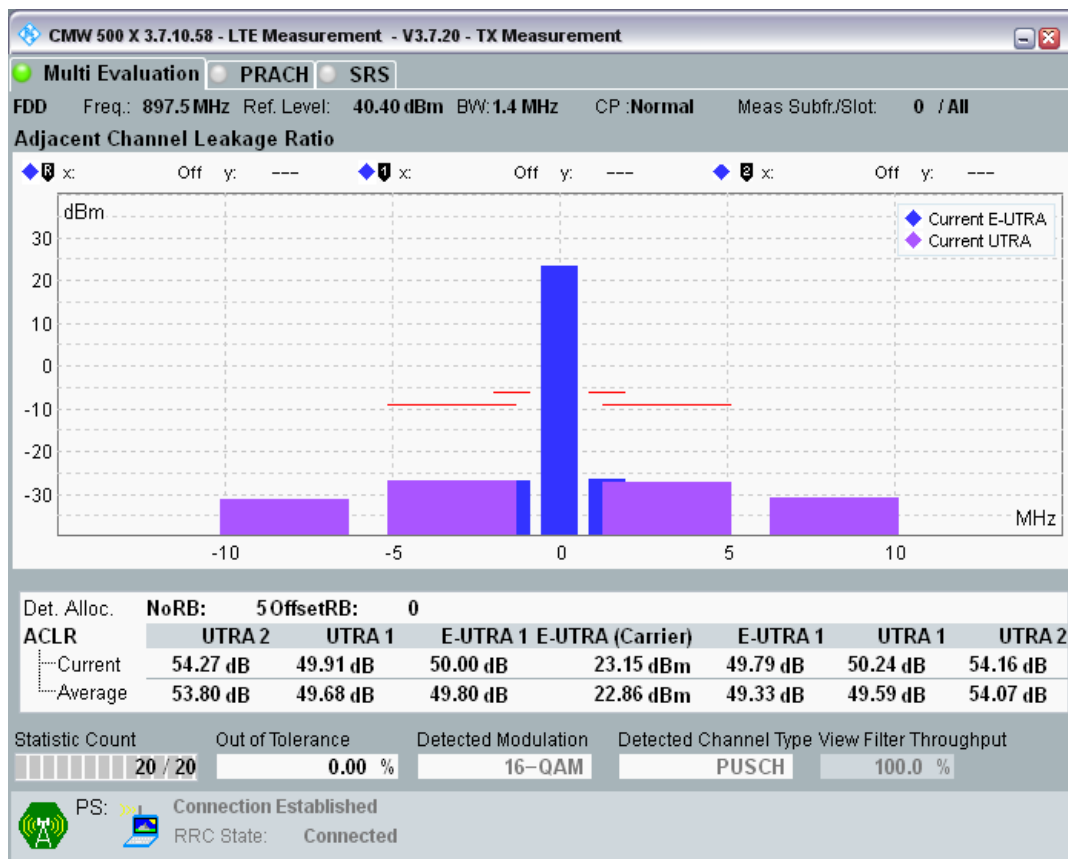 CMW 500 X 3.7.10.58 - LTE Measurement - V3.7.20 - TX Measurement
Multi Evaluation PRACH SRS
FDD Freq.: 897.5 MHz Ref. Level: 40.40 dBm BW: 1.4 MHz CP :Normal Meas Subfr./Slot: 0 / All
Adjacent Channel Leakage Ratio
R x: Off y: --- 1 x: Off y: --- 2 x: Off y: ---
dBm
Current E-UTRA
Current UTRA
30
20
10
0
-10
-20
-30
MHz
-10 -5 0 5 10
Det. Alloc. NoRB: 5 OffsetRB: 0
ACLR UTRA 2 UTRA 1 E-UTRA 1 E-UTRA (Carrier) E-UTRA 1 UTRA 1 UTRA 2
Current 54.27 dB 49.91 dB 50.00 dB 23.15 dBm 49.79 dB 50.24 dB 54.16 dB
Average 53.80 dB 49.68 dB 49.80 dB 22.86 dBm 49.33 dB 49.59 dB 54.07 dB
Statistic Count Out of Tolerance Detected Modulation Detected Channel Type View Filter Throughput
20 / 20 0.00 % 16-QAM PUSCH 100.0 %
PS: Connection Established
RRC State: Connected